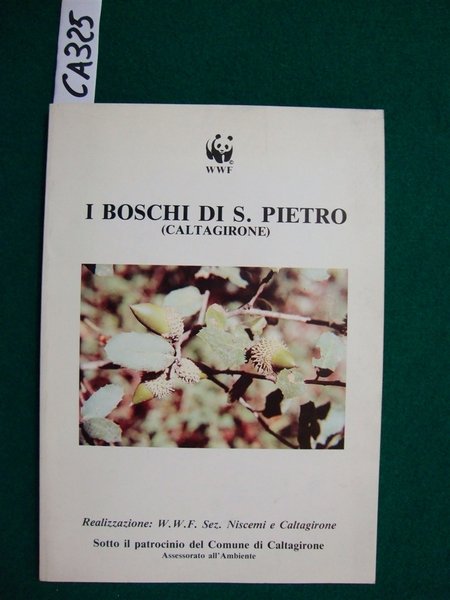 CA325
WWF
I BOSCHI DI S. PIETRO
(CALTAGIRONE)
Realizzazione: W.W.F. Sez. Niscemi e Caltagirone
Sotto il patrocinio del Comune di Caltagirone
Assessorato all'Ambiente